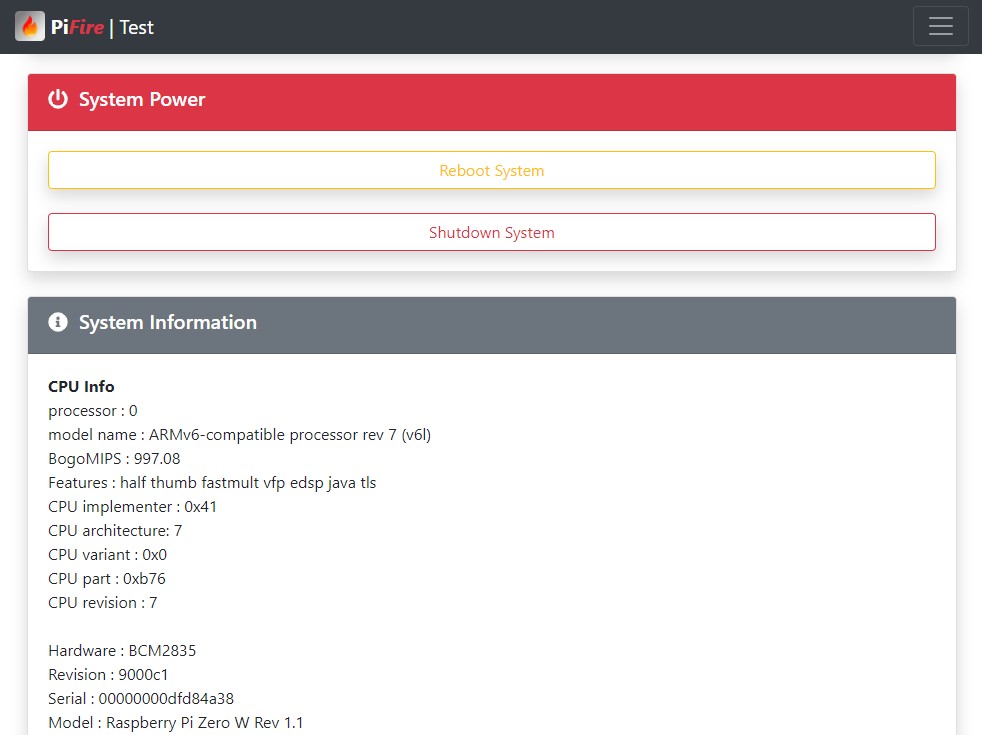 PiFire | Test
System Power
Reboot System
Shutdown System
System Information
CPU Info
processor : 0
model name : ARMv6-compatible processor rev 7 (v6l)
BogoMIPS : 997.08
Features : half thumb fastmult vfp edsp java tls
CPU implementer : 0x41
CPU architecture: 7
CPU variant : 0x0
CPU part : 0xb76
CPU revision : 7
Hardware : BCM2835
Revision : 9000c1
Serial : 00000000dfd84a38
Model : Raspberry Pi Zero W Rev 1.1